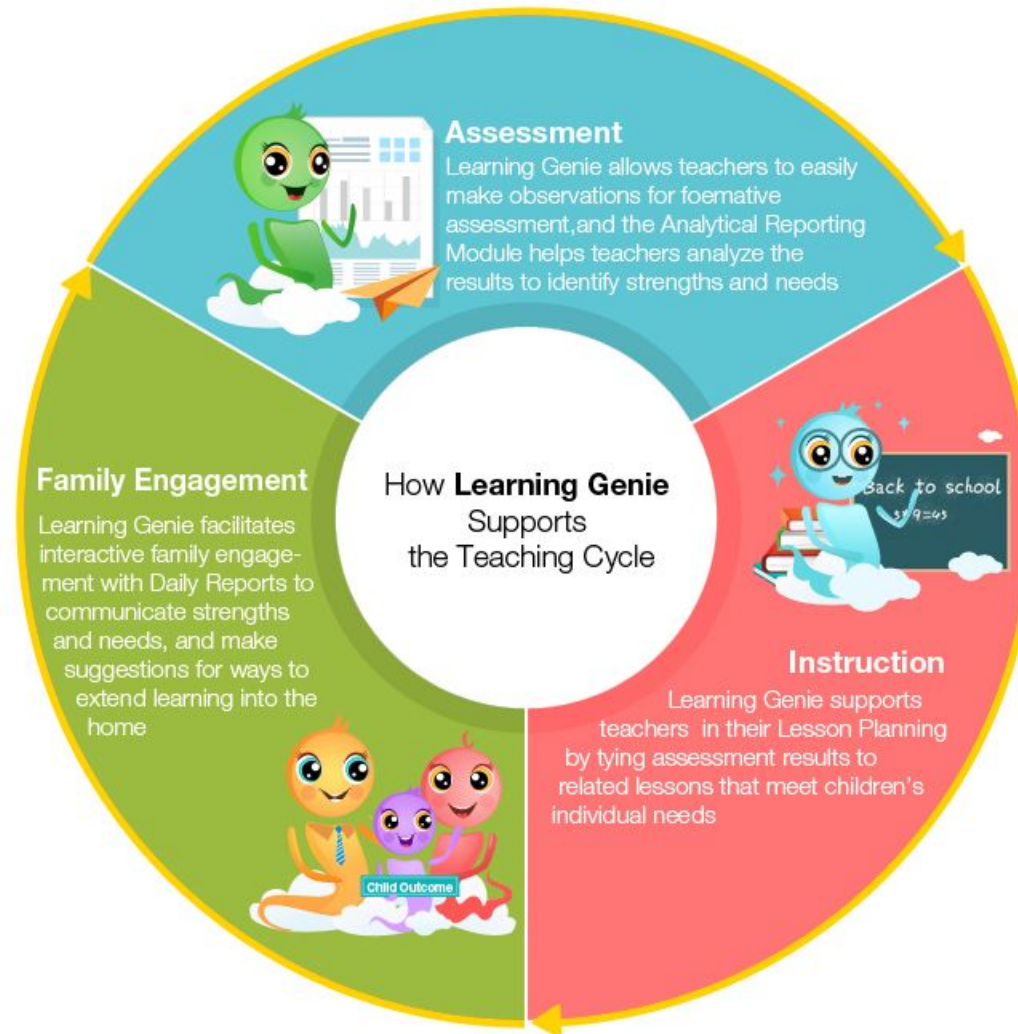 Assessment
Learning Genie allows teachers to easily
make observations for foemative
assessment,and the Analytical Reporting
Module helps teachers analyze the
results to identify strengths and needs
Back to school
5*9=45
Instruction
Learning Genie supports
teachers in their Lesson Planning
by tying assessment results to
related lessons that meet children's
individual needs
Family Engagement
Learning Genie facilitates
interactive family engage-
ment with Daily Reports to
communicate strengths
and needs, and make
suggestions for ways to
extend learning into the
home
Child Outcome
How Learning Genie
Supports
the Teaching Cycle